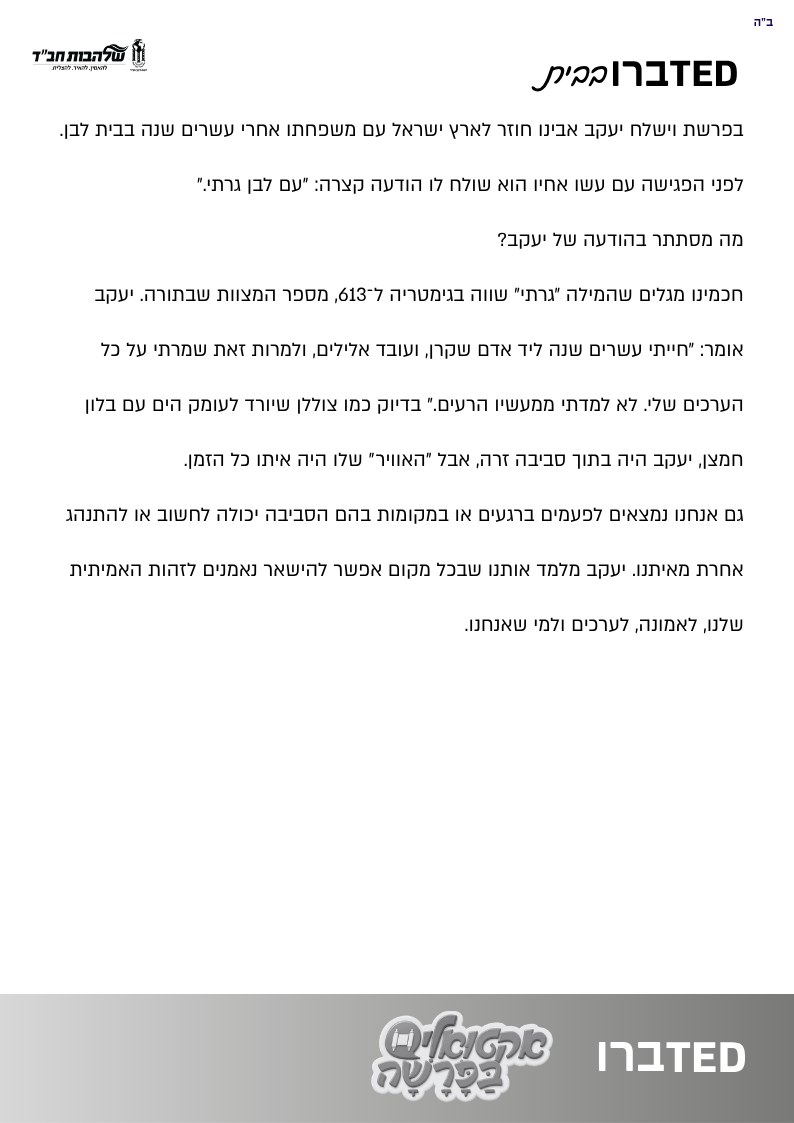 ב"ה
שלהבות חב"ד
להאמין. להאיר. להצליח.
TEDברו בבית
בפרשת וישלח יעקב אבינו חוזר לארץ ישראל עם משפחתו אחרי עשרים שנה בבית לבן.
לפני הפגישה עם עשו אחיו הוא שולח לו הודעה קצרה: "עם לבן גרתי."
מה מסתתר בהודעה של יעקב?
חכמינו מגלים שהמילה "גרתי" שווה בגימטריה ל־613, מספר המצוות שבתורה. יעקב
אומר: "חייתי עשרים שנה ליד אדם שקרן, ועובד אלילים, ולמרות זאת שמרתי על כל
הערכים שלי. לא למדתי ממעשיו הרעים." בדיוק כמו צוללן שיורד לעומק הים עם בלון
חמצן, יעקב היה בתוך סביבה זרה, אבל "האוויר" שלו היה איתו כל הזמן.
גם אנחנו נמצאים לפעמים ברגעים או במקומות בהם הסביבה יכולה לחשוב או להתנהג
אחרת מאיתנו. יעקב מלמד אותנו שבכל מקום אפשר להישאר נאמנים לזהות האמיתית
שלנו, לאמונה, לערכים ולמי שאנחנו.
TEDברו
אקטואלים
בַּפָּרָשָׁה